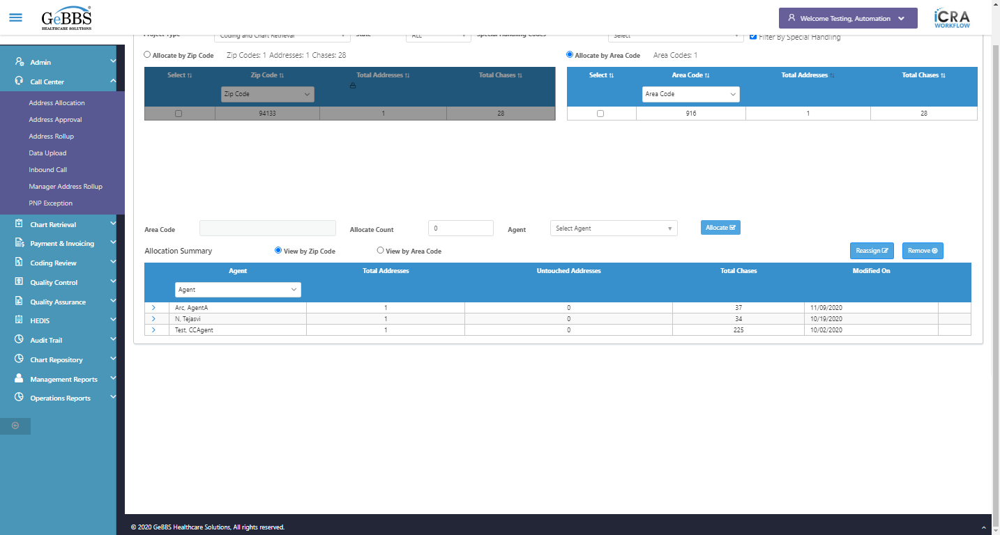 GeBBS®
HEALTHCARE SOLUTIONS
Welcome Testing, Automation
iCRA
WORKFLOW
Project Type Coding and Chart Retrieval State ALL Special Handling Codes Select Filter By Special Handling
Allocate by Zip Code Zip Codes: 1 Addresses: 1 Chases: 28
Allocate by Area Code Area Codes: 1
Select Zip Code Total Addresses Total Chases
Zip Code
94133 1 28
Select Area Code Total Addresses Total Chases
Area Code
916 1 28
Admin
Call Center
Address Allocation
Address Approval
Address Rollup
Data Upload
Inbound Call
Manager Address Rollup
PNP Exception
Chart Retrieval
Payment & Invoicing
Coding Review
Quality Control
Quality Assurance
HEDIS
Audit Trail
Chart Repository
Management Reports
Operations Reports
Area Code Allocate Count 0 Agent Select Agent Allocate
Allocation Summary View by Zip Code View by Area Code Reassign Remove
Agent Total Addresses Untouched Addresses Total Chases Modified On
Agent
Arc, AgentA 1 0 37 11/09/2020
N, Tejasvi 1 0 34 10/19/2020
Test, CCAgent 1 0 225 10/02/2020
© 2020 GeBBS Healthcare Solutions, All rights reserved.